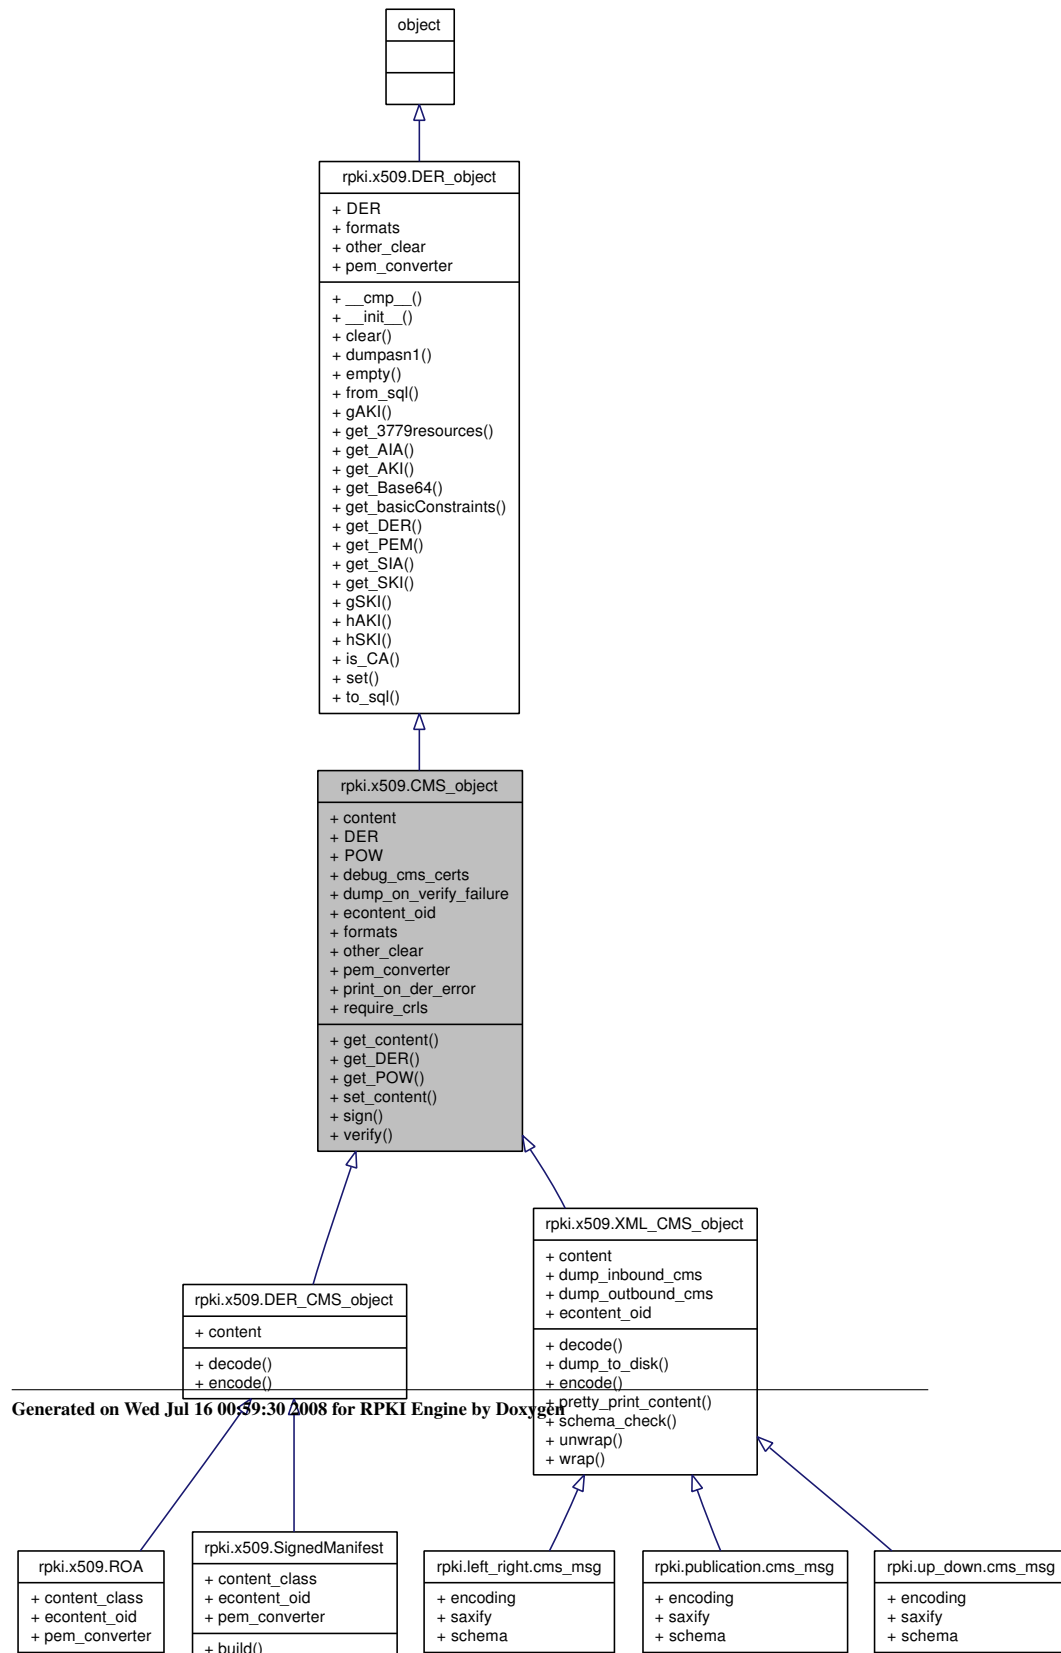 object
rpki.x509.DER_object
+ DER
+ formats
+ other_clear
+ pem_converter
+ __cmp__()
+ __init__()
+ clear()
+ dumpasn1()
+ empty()
+ from_sql()
+ gAKI()
+ get_3779resources()
+ get_AIA()
+ get_AKI()
+ get_Base64()
+ get_basicConstraints()
+ get_DER()
+ get_PEM()
+ get_SIA()
+ get_SKI()
+ gSKI()
+ hAKI()
+ hSKI()
+ is_CA()
+ set()
+ to_sql()
rpki.x509.CMS_object
+ content
+ DER
+ POW
+ debug_cms_certs
+ dump_on_verify_failure
+ econtent_oid
+ formats
+ other_clear
+ pem_converter
+ print_on_der_error
+ require_crls
+ get_content()
+ get_DER()
+ get_POW()
+ set_content()
+ sign()
+ verify()
rpki.x509.DER_CMS_object
+ content
+ decode()
+ encode()
rpki.x509.XML_CMS_object
+ content
+ dump_inbound_cms
+ dump_outbound_cms
+ econtent_oid
+ decode()
+ dump_to_disk()
+ encode()
+ pretty_print_content()
+ schema_check()
+ unwrap()
+ wrap()
Generated on Wed Jul 16 00:59:30 2008 for RPKI Engine by Doxygen
rpki.x509.ROA
+ content_class
+ econtent_oid
+ pem_converter
rpki.x509.SignedManifest
+ content_class
+ econtent_oid
+ pem_converter
+ build()
rpki.left_right.cms_msg
+ encoding
+ saxify
+ schema
rpki.publication.cms_msg
+ encoding
+ saxify
+ schema
rpki.up_down.cms_msg
+ encoding
+ saxify
+ schema